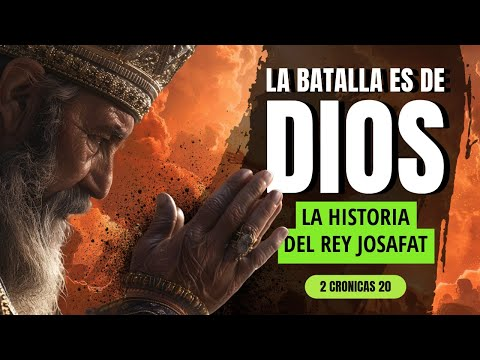 LA BATALLA ES DE
DIOS
LA HISTORIA
DEL REY JOSAFAT
2 CRONICAS 20